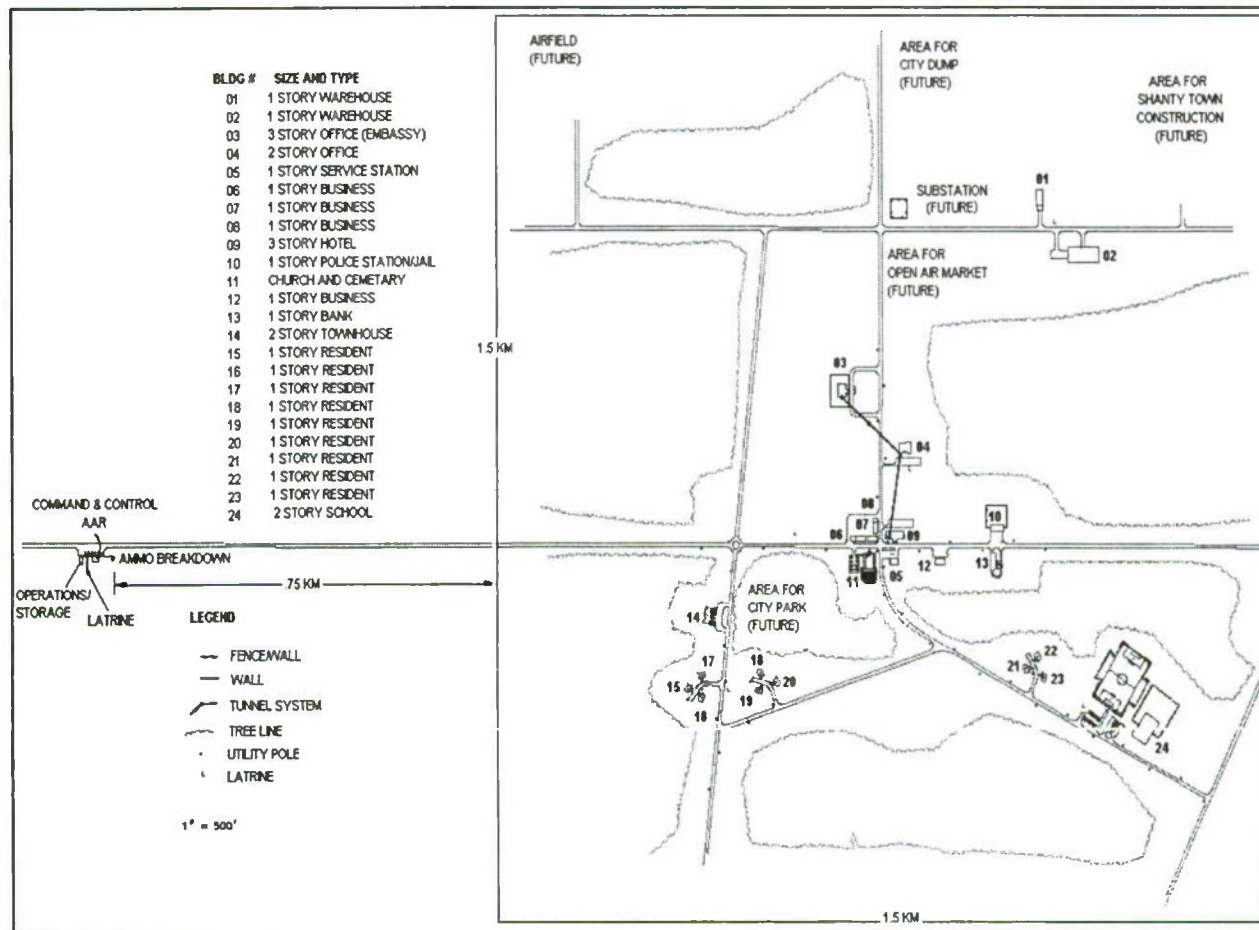 BLDG # SIZE AND TYPE
01 1 STORY WAREHOUSE
02 1 STORY WAREHOUSE
03 3 STORY OFFICE (EMBASSY)
04 2 STORY OFFICE
05 1 STORY SERVICE STATION
06 1 STORY BUSINESS
07 1 STORY BUSINESS
08 1 STORY BUSINESS
09 3 STORY HOTEL
10 1 STORY POLICE STATION/JAIL
11 CHURCH AND CEMETARY
12 1 STORY BUSINESS
13 1 STORY BANK
14 2 STORY TOWNHOUSE
15 1 STORY RESIDENT
16 1 STORY RESIDENT
17 1 STORY RESIDENT
18 1 STORY RESIDENT
19 1 STORY RESIDENT
20 1 STORY RESIDENT
21 1 STORY RESIDENT
22 1 STORY RESIDENT
23 1 STORY RESIDENT
24 2 STORY SCHOOL
COMMAND & CONTROL
AAR
AMMO BREAKDOWN
OPERATIONS/
STORAGE
LATRINE
.75 KM
LEGEND
FENCE/WALL
WALL
TUNNEL SYSTEM
TREE LINE
UTILITY POLE
LATRINE
1" = 500'
AIRFIELD
(FUTURE)
AREA FOR
CITY DUMP
(FUTURE)
AREA FOR
SHANTY TOWN
CONSTRUCTION
(FUTURE)
SUBSTATION
(FUTURE)
01
02
AREA FOR
OPEN AIR MARKET
(FUTURE)
1.5 KM
03
04
08
07
06
09
10
11
05
12
13
AREA FOR
CITY PARK
(FUTURE)
14
17
18
15
20
18
19
22
21
23
24
1.5 KM